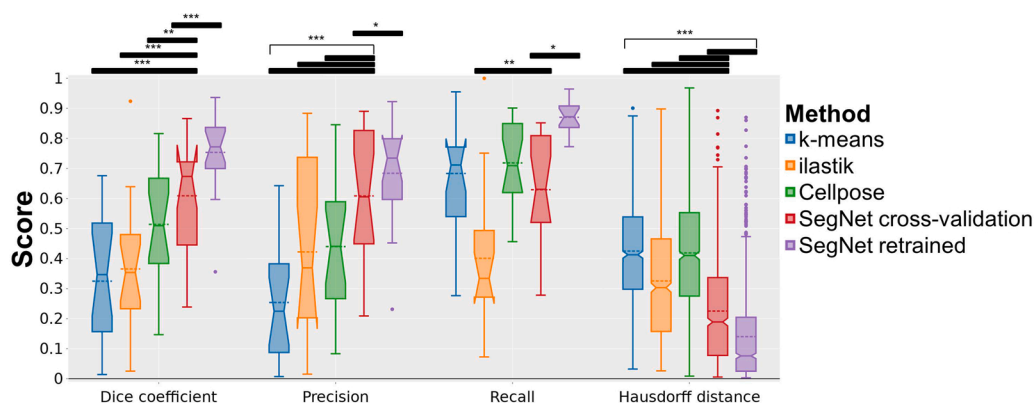 ***
**
***
***
*
***
*
**
***
1
0.9
0.8
0.7
0.6
0.5
0.4
0.3
0.2
0.1
0
Score
Dice coefficient
Precision
Recall
Hausdorff distance
Method
k-means
ilastik
Cellpose
SegNet cross-validation
SegNet retrained